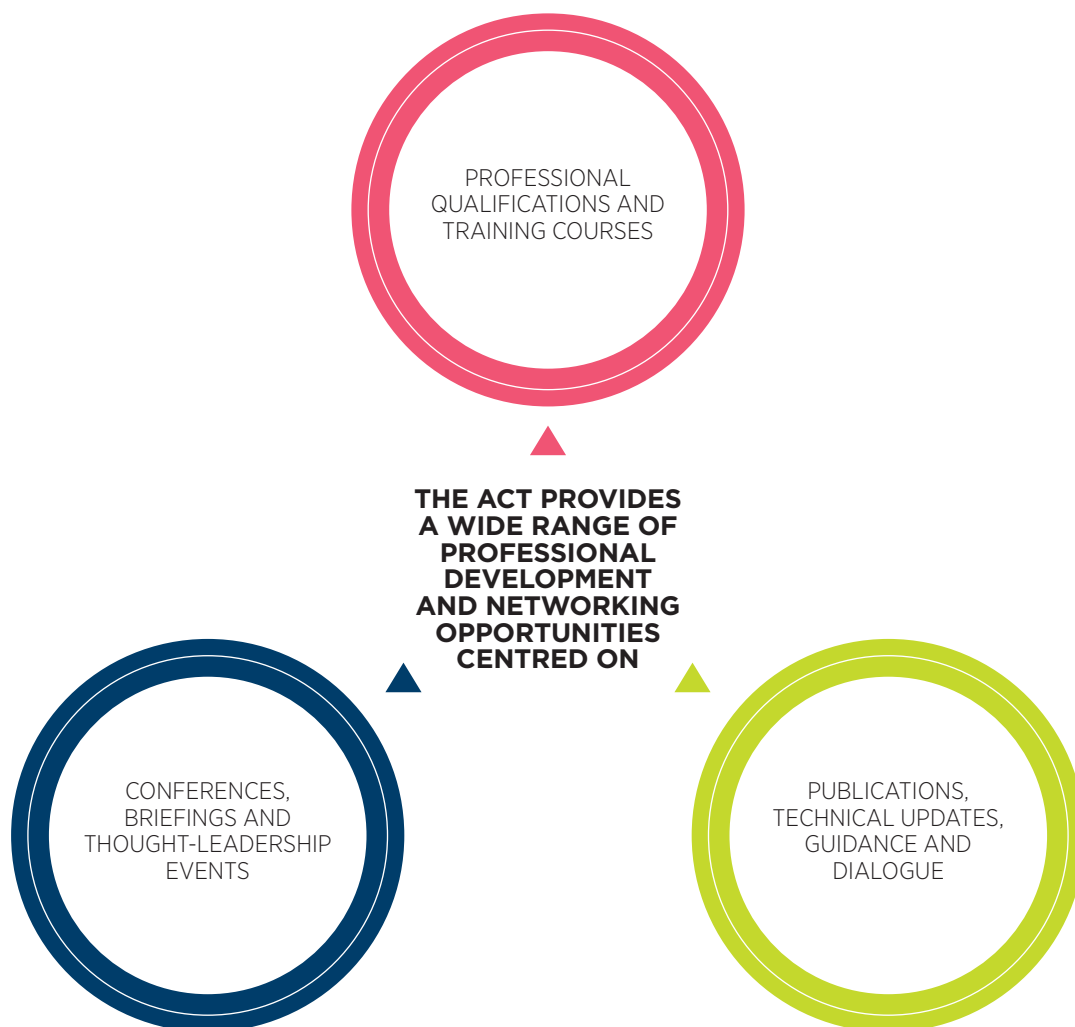 PROFESSIONAL
QUALIFICATIONS AND
TRAINING COURSES
THE ACT PROVIDES
A WIDE RANGE OF
PROFESSIONAL
DEVELOPMENT
AND NETWORKING
OPPORTUNITIES
CENTRED ON
CONFERENCES,
BRIEFINGS AND
THOUGHT-LEADERSHIP
EVENTS
PUBLICATIONS,
TECHNICAL UPDATES,
GUIDANCE AND
DIALOGUE